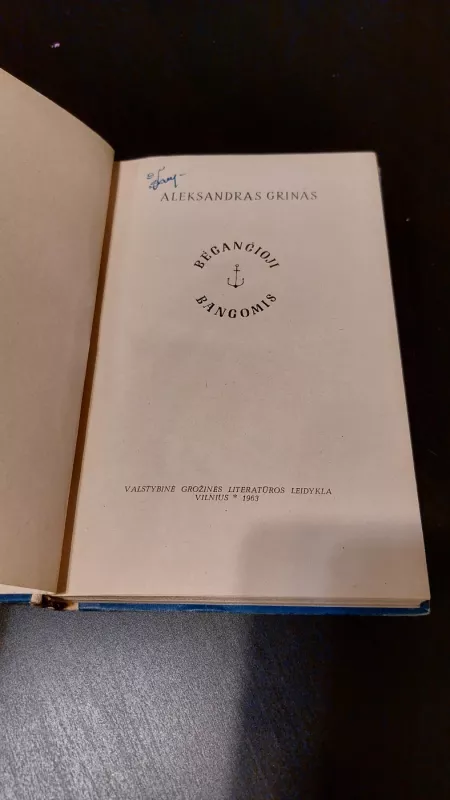 ALEKSANDRAS GRINAS
BĖGANČIOJI
BANGOMIS
VALSTYBINĖ GROŽINĖS LITERATŪROS LEIDYKLA
VILNIUS * 1963